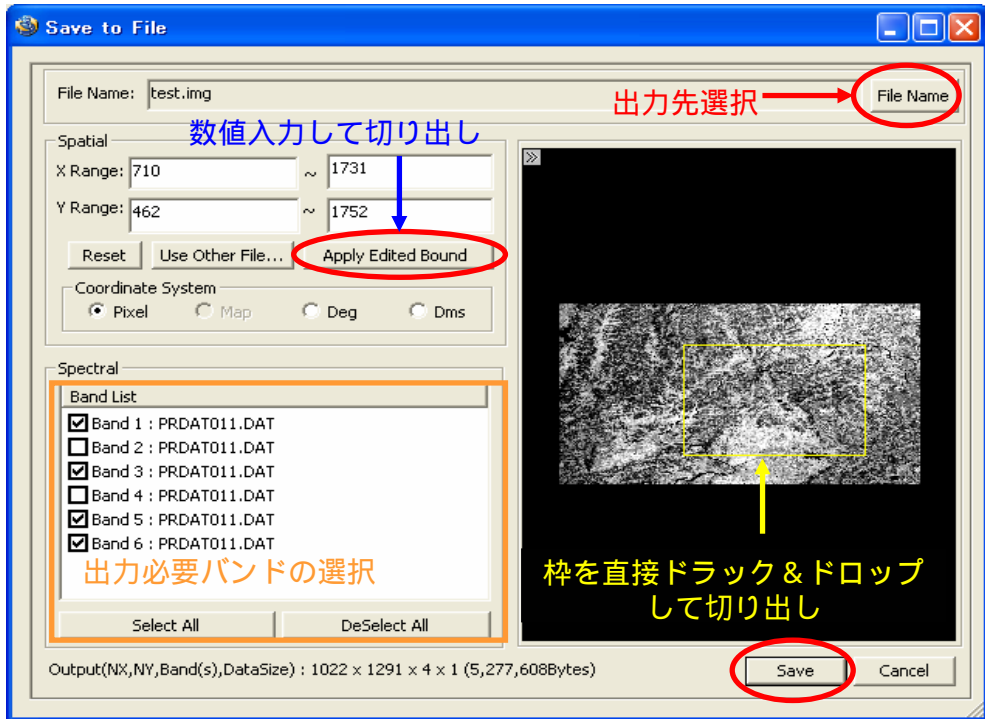 Save to File
File Name: test.img
File Name
出力先選択
数値入力して切り出し
Spatial
X Range: 710 ~ 1731
Y Range: 462 ~ 1752
Reset Use Other File... Apply Edited Bound
Coordinate System
Pixel Map Deg Dms
Spectral
Band List
Band 1 : PRDAT011.DAT
Band 2 : PRDAT011.DAT
Band 3 : PRDAT011.DAT
Band 4 : PRDAT011.DAT
Band 5 : PRDAT011.DAT
Band 6 : PRDAT011.DAT
出力必要バンドの選択
Select All DeSelect All
枠を直接ドラック＆ドロップ
して切り出し
Output(NX,NY,Band(s),DataSize) : 1022 x 1291 x 4 x 1 (5,277,608Bytes)
Save Cancel